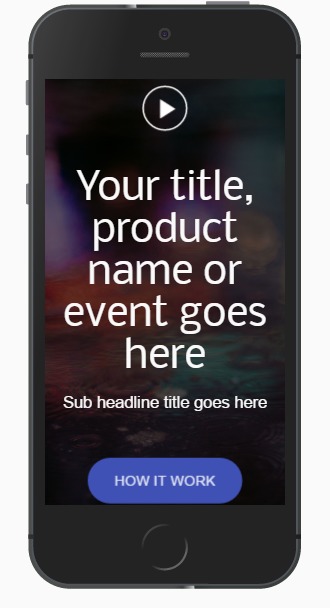 Your title,
product
name or
event goes
here
Sub headline title goes here
HOW IT WORK